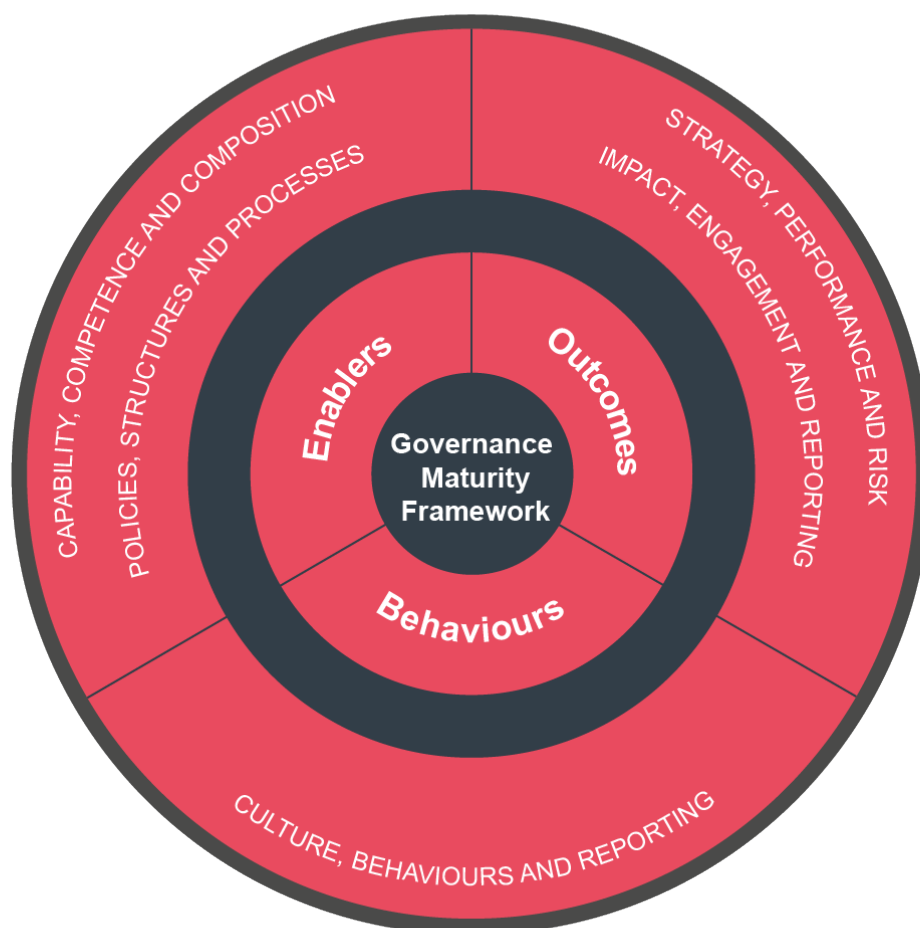 CAPABILITY, COMPETENCE AND COMPOSITION
POLICIES, STRUCTURES AND PROCESSES
STRATEGY, PERFORMANCE AND RISK
IMPACT, ENGAGEMENT AND REPORTING
Enablers
Outcomes
Governance
Maturity
Framework
Behaviours
CULTURE, BEHAVIOURS AND REPORTING